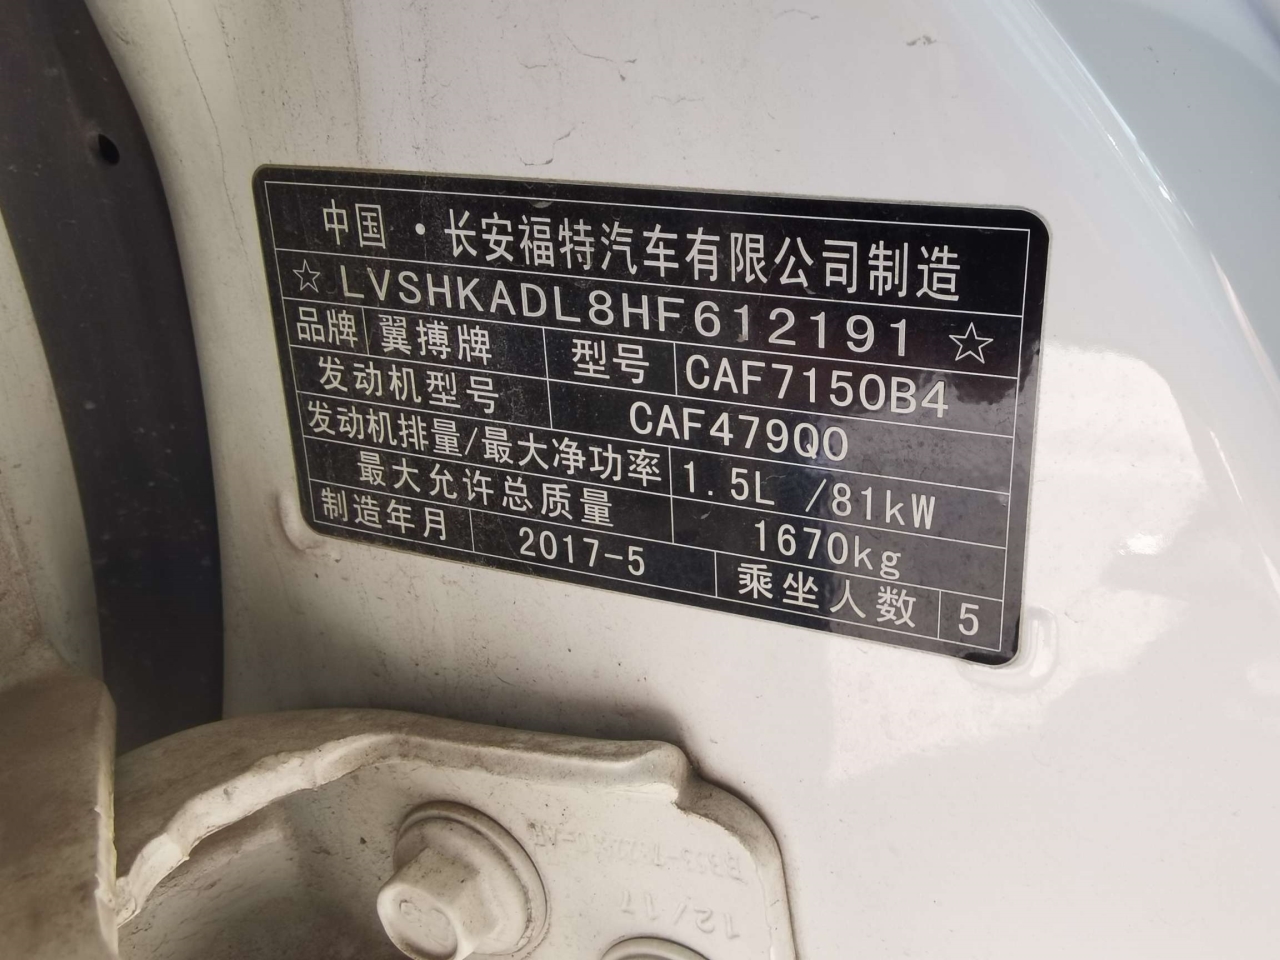 中国·长安福特汽车有限公司制造
☆LVSHKADL8HF612191☆
品牌 翼搏牌 型号 CAF7150B4
发动机型号 CAF479Q0
发动机排量/最大净功率 1.5L /81kW
最大允许总质量 1670kg
制造年月 2017-5 乘坐人数 5
12/17